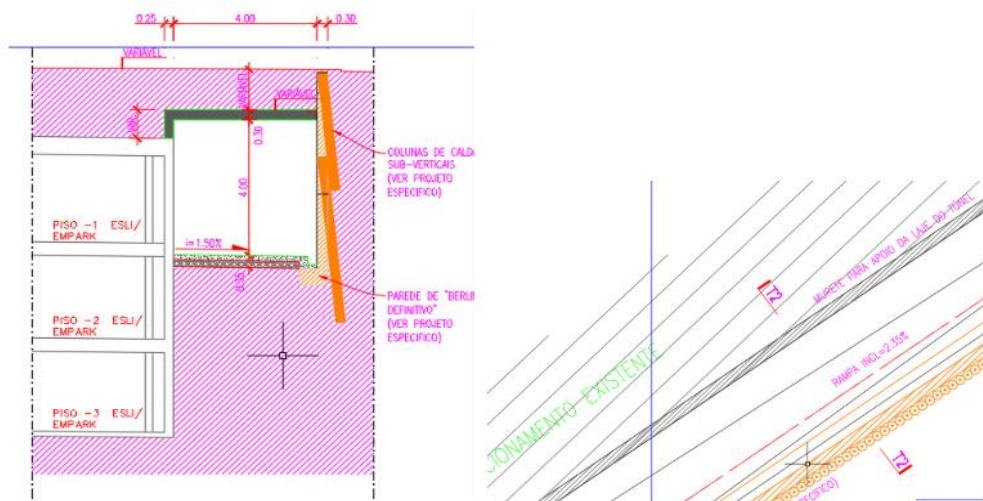 0.25 4.00 0.30
VARIÁVEL
VARIÁVEL
VARIÁVEL
VAR.
0.30
COLUNAS DE CALDA
SUB-VERTICAIS
(VER PROJETO
ESPECIFICO)
4.00
PISO -1 ESLI/
EMPARK
i=1.50%
0.35
PAREDE DE "BERLIM
DEFINITIVO"
(VER PROJETO
ESPECIFICO)
PISO -2 ESLI/
EMPARK
PISO -3 ESLI/
EMPARK
T2
MURETE PARA APOIO DA LAJE DO TÚNEL
RAMPA INCL=2.35%
CIONAMENTO EXISTENTE
T2